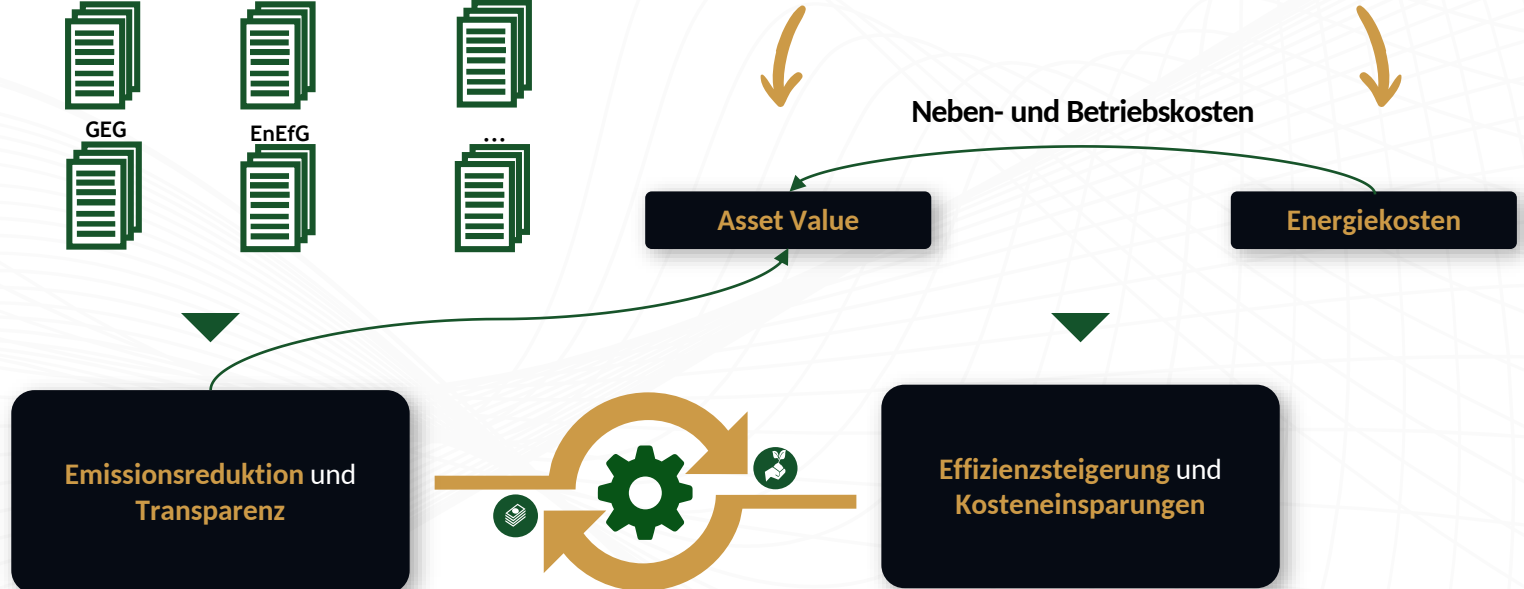 GEG
EnEfG
...
Neben- und Betriebskosten
Asset Value
Energiekosten
Emissionsreduktion und
Transparenz
Effizienzsteigerung und
Kosteneinsparungen